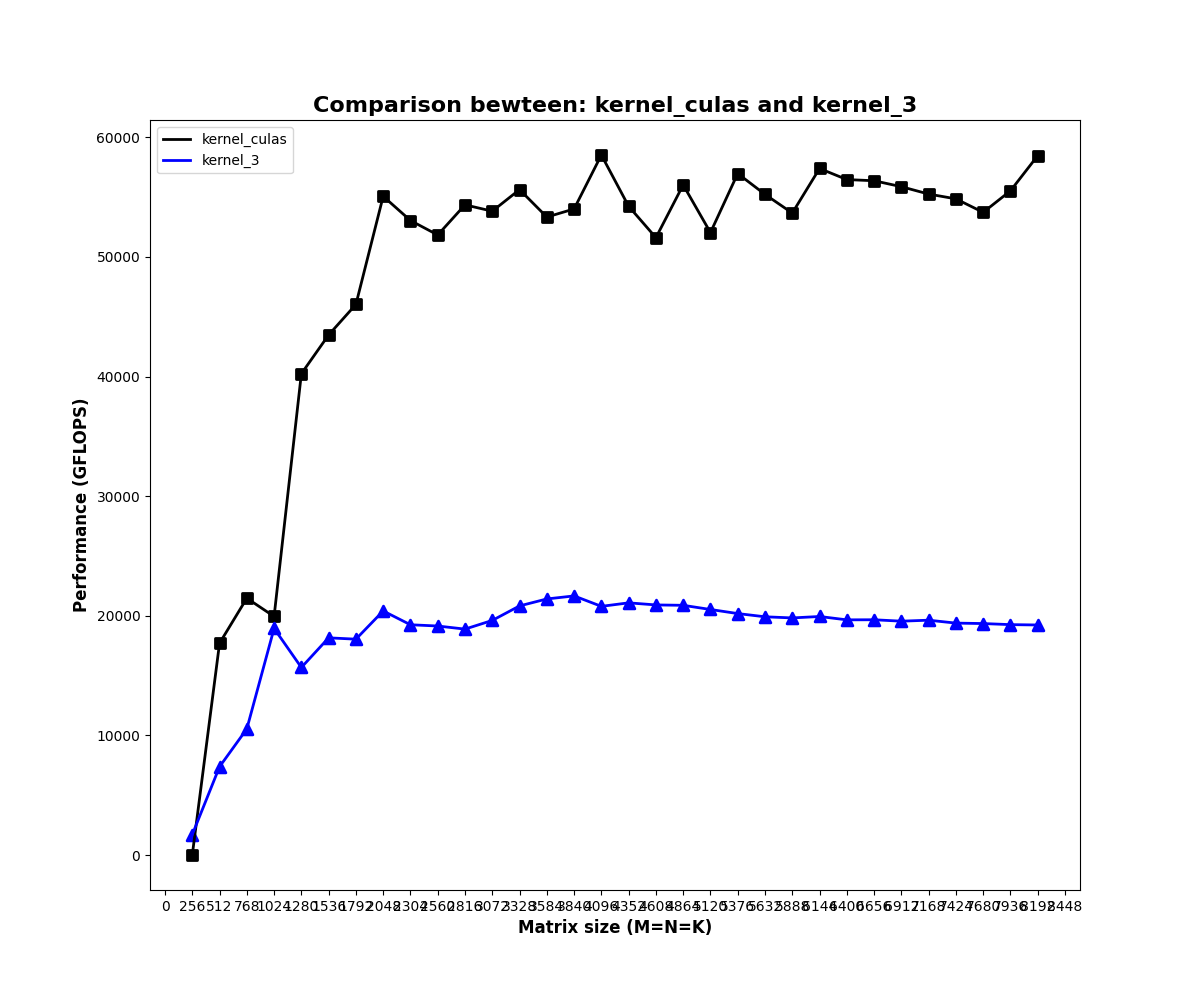 Comparison bewteen: kernel_culas and kernel_3
kernel_culas
kernel_3
60000
50000
40000
30000
20000
10000
0
Performance (GFLOPS)
0 256 512 768 1024 1280 1536 1792 2048 2304 2560 2816 3072 3328 3584 3840 4096 4352 4608 4864 5120 5376 5632 5888 6144 6400 6656 6912 7168 7424 7680 7936 8192 8448
Matrix size (M=N=K)